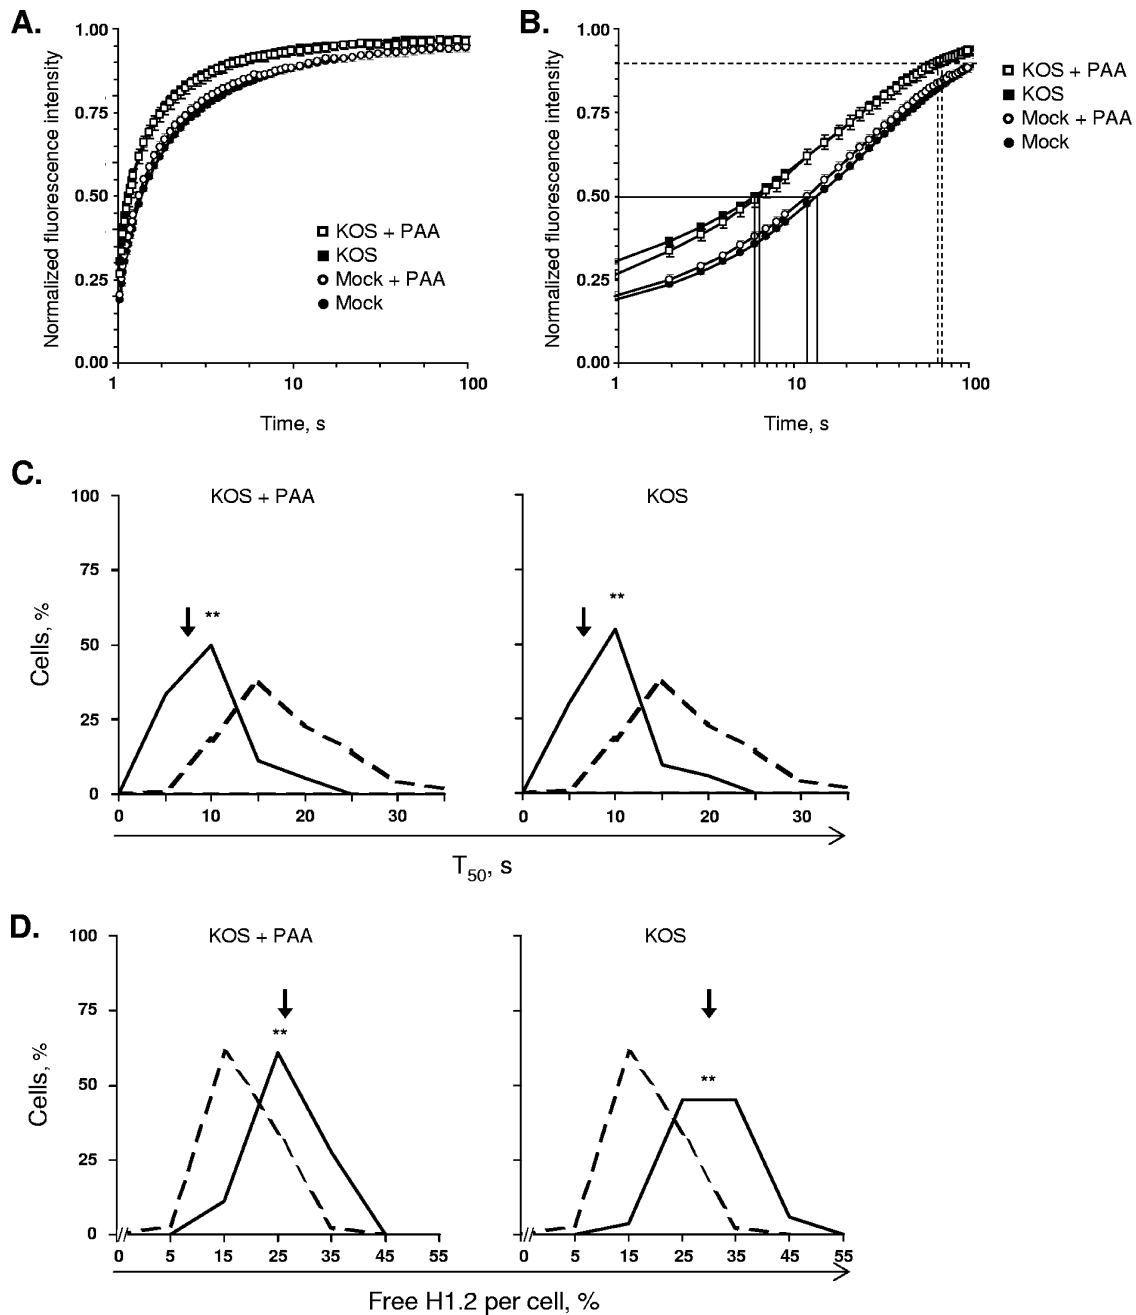 A.
Normalized fluorescence intensity
1.00
0.75
0.50
0.25
0.00
1
10
100
Time, s
KOS + PAA
KOS
Mock + PAA
Mock
B.
Normalized fluorescence intensity
1.00
0.75
0.50
0.25
0.00
1
10
100
Time, s
KOS + PAA
KOS
Mock + PAA
Mock
C.
KOS + PAA
KOS
Cells, %
100
75
50
25
0
**
**
0 10 20 30
0 10 20 30
T50, s
D.
KOS + PAA
KOS
Cells, %
100
75
50
25
0
**
**
0 5 15 25 35 45 55
0 5 15 25 35 45 55
Free H1.2 per cell, %